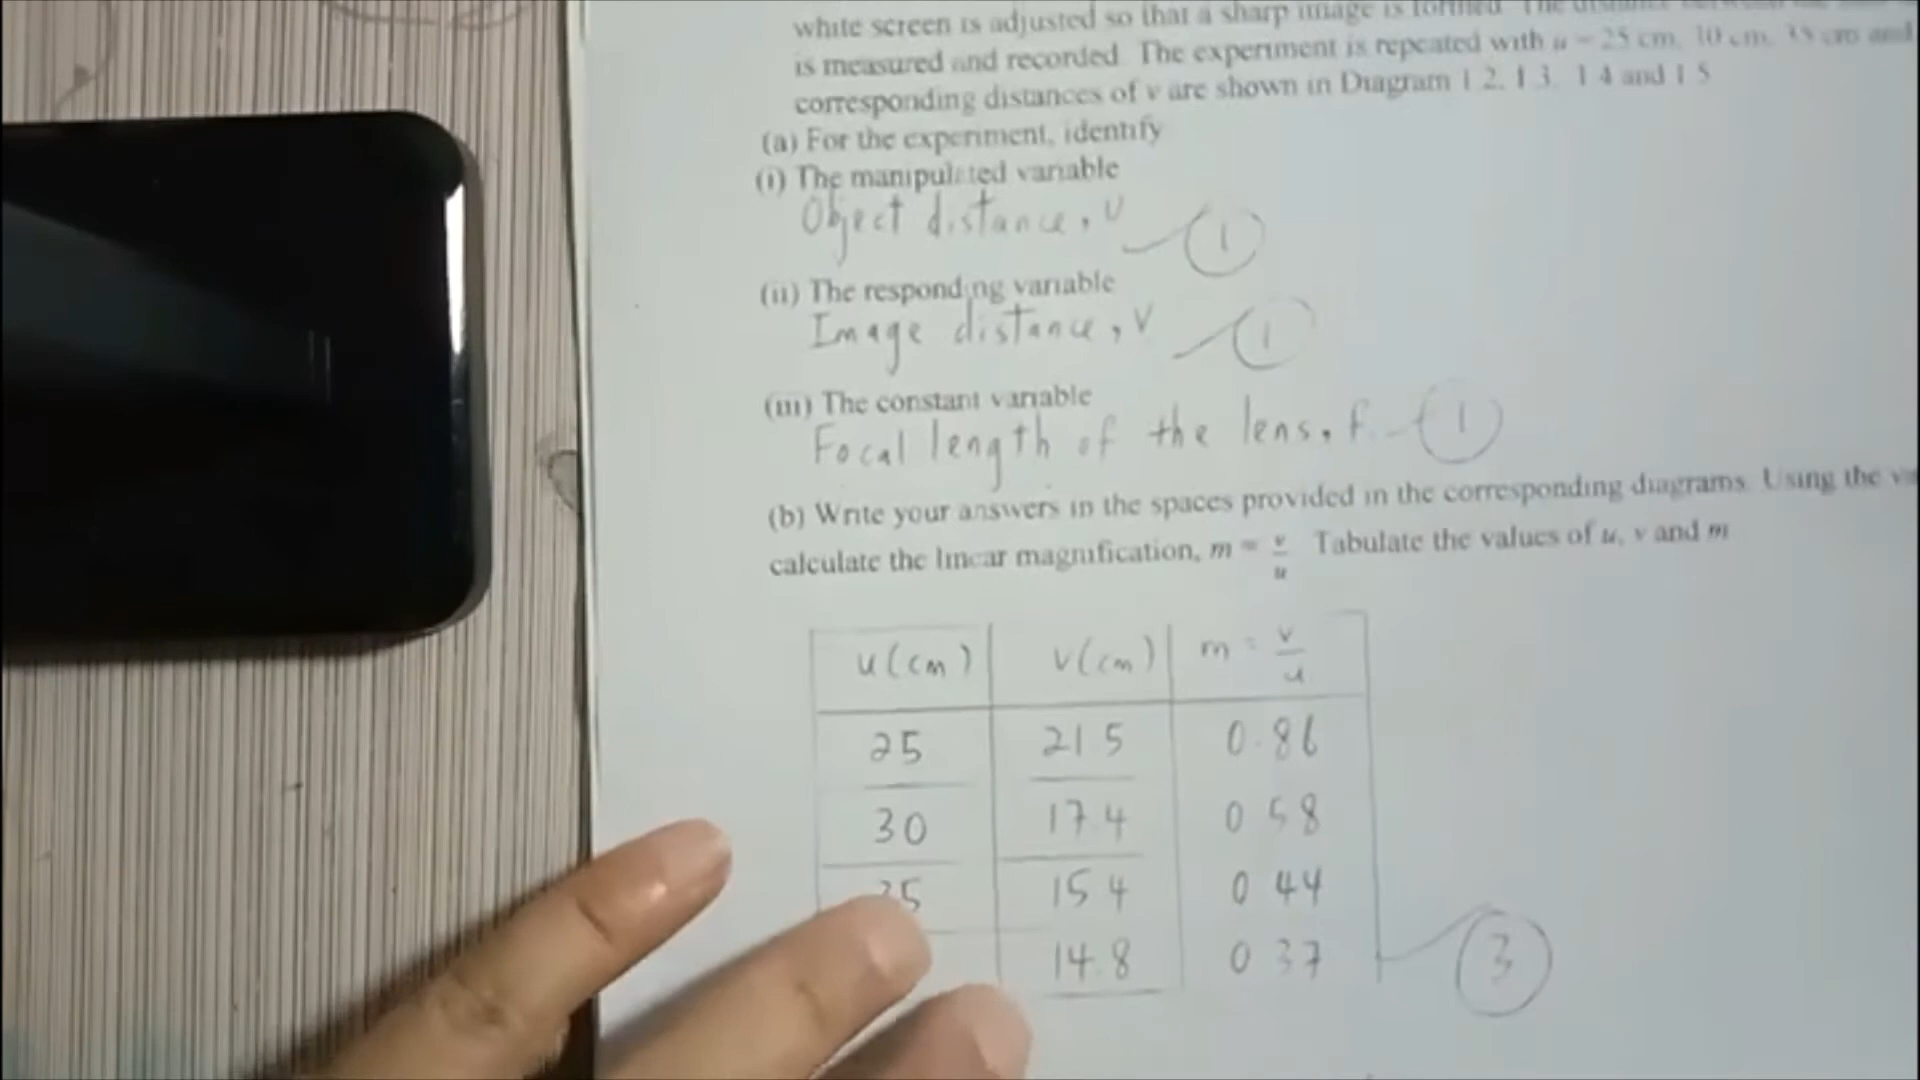 white screen is adjusted so that a sharp image is formed The distance between the
is measured and recorded. The experiment is repeated with u = 25 cm, 30 cm, 35 cm and
corresponding distances of v are shown in Diagram 1.2, 1.3, 1.4 and 1.5
(a) For the experiment, identify
(i) The manipulated variable
Object distance, u
1
(ii) The responding variable
Image distance, v
1
(iii) The constant variable
Focal length of the lens, f
1
(b) Write your answers in the spaces provided in the corresponding diagrams. Using the
calculate the linear magnification, m = v/u Tabulate the values of u, v and m
u (cm) v (cm) m = v/u
25 21.5 0.86
30 17.4 0.58
35 15.4 0.44
14.8 0.37
3